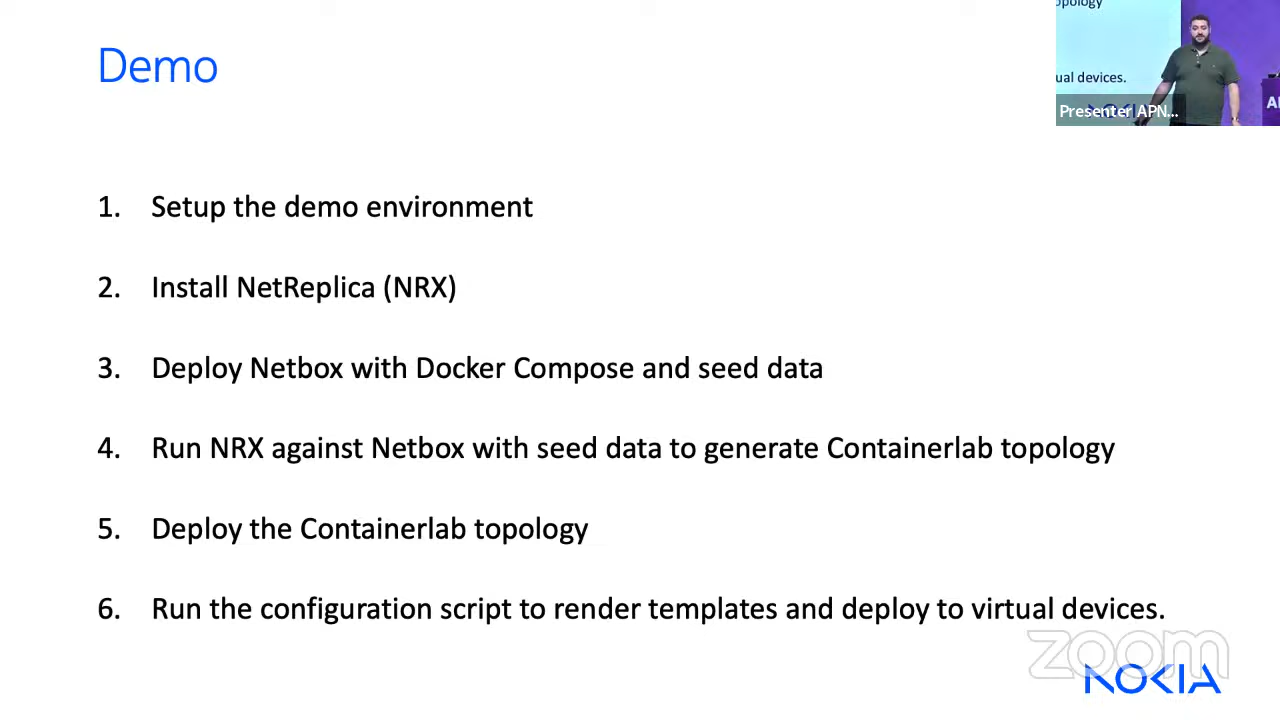 Demo
opology
ual devices.
Presenter APN...
1. Setup the demo environment
2. Install NetReplica (NRX)
3. Deploy Netbox with Docker Compose and seed data
4. Run NRX against Netbox with seed data to generate Containerlab topology
5. Deploy the Containerlab topology
6. Run the configuration script to render templates and deploy to virtual devices.
zoom
NOKIA